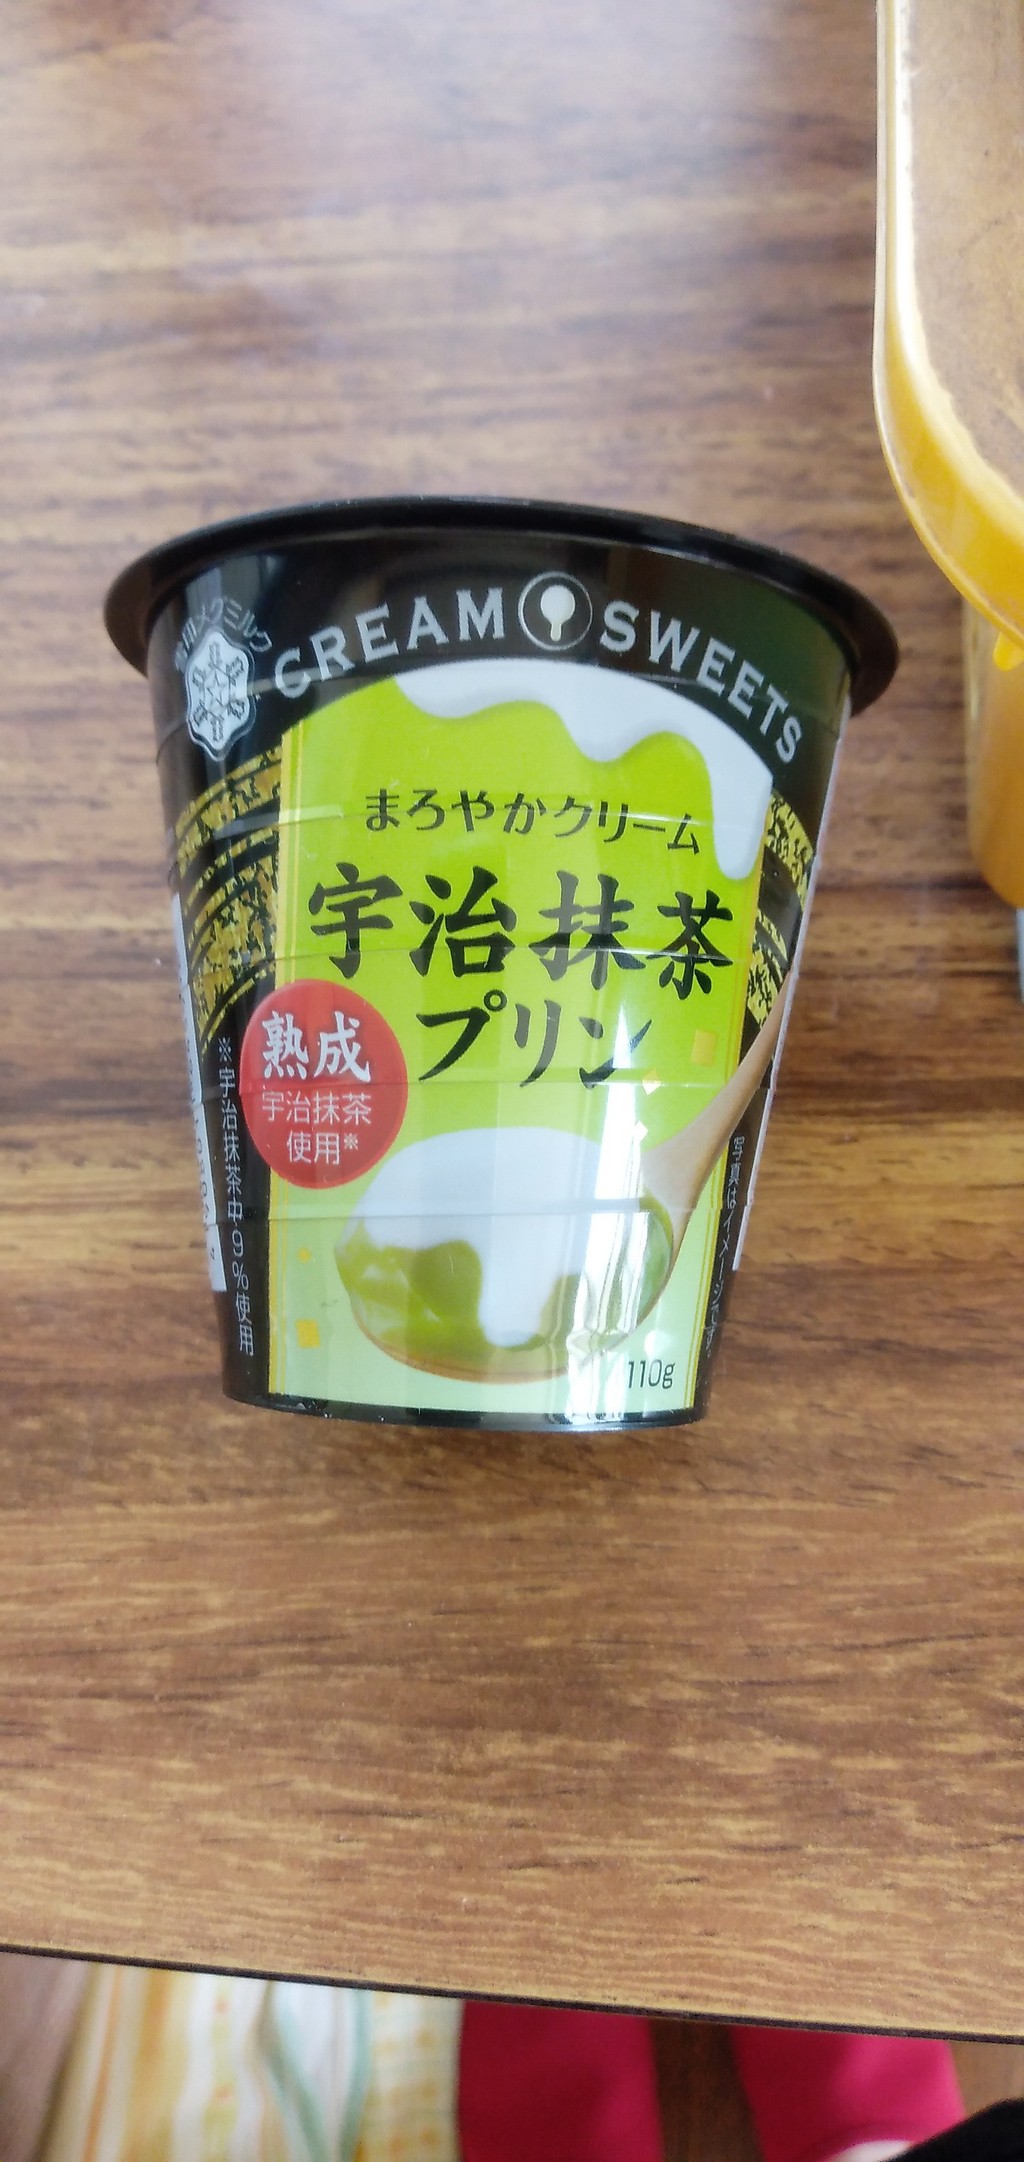 雪印メグミルク
CREAM SWEETS
まろやかクリーム
宇治抹茶
プリン
熟成
宇治抹茶
使用※
※宇治抹茶中9%使用
写真はイメージです。
110g